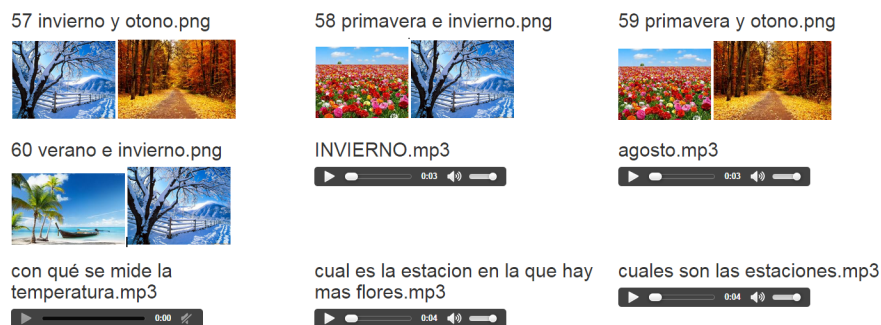 57 invierno y otono.png
58 primavera e invierno.png
59 primavera y otono.png
60 verano e invierno.png
INVIERNO.mp3
0:03
agosto.mp3
0:03
con qué se mide la
temperatura.mp3
0:00
cual es la estacion en la que hay
mas flores.mp3
0:04
cuales son las estaciones.mp3
0:04